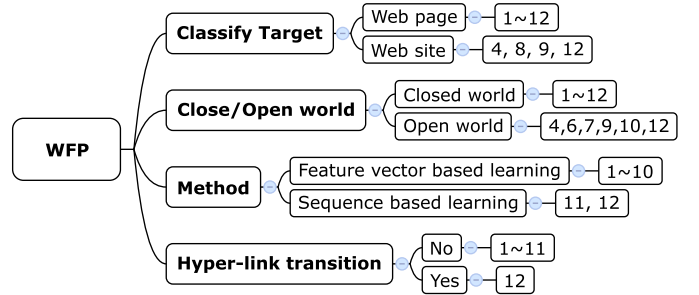 WFP
Classify Target
Web page
1~12
Web site
4, 8, 9, 12
Close/Open world
Closed world
1~12
Open world
4,6,7,9,10,12
Method
Feature vector based learning
1~10
Sequence based learning
11, 12
Hyper-link transition
No
1~11
Yes
12